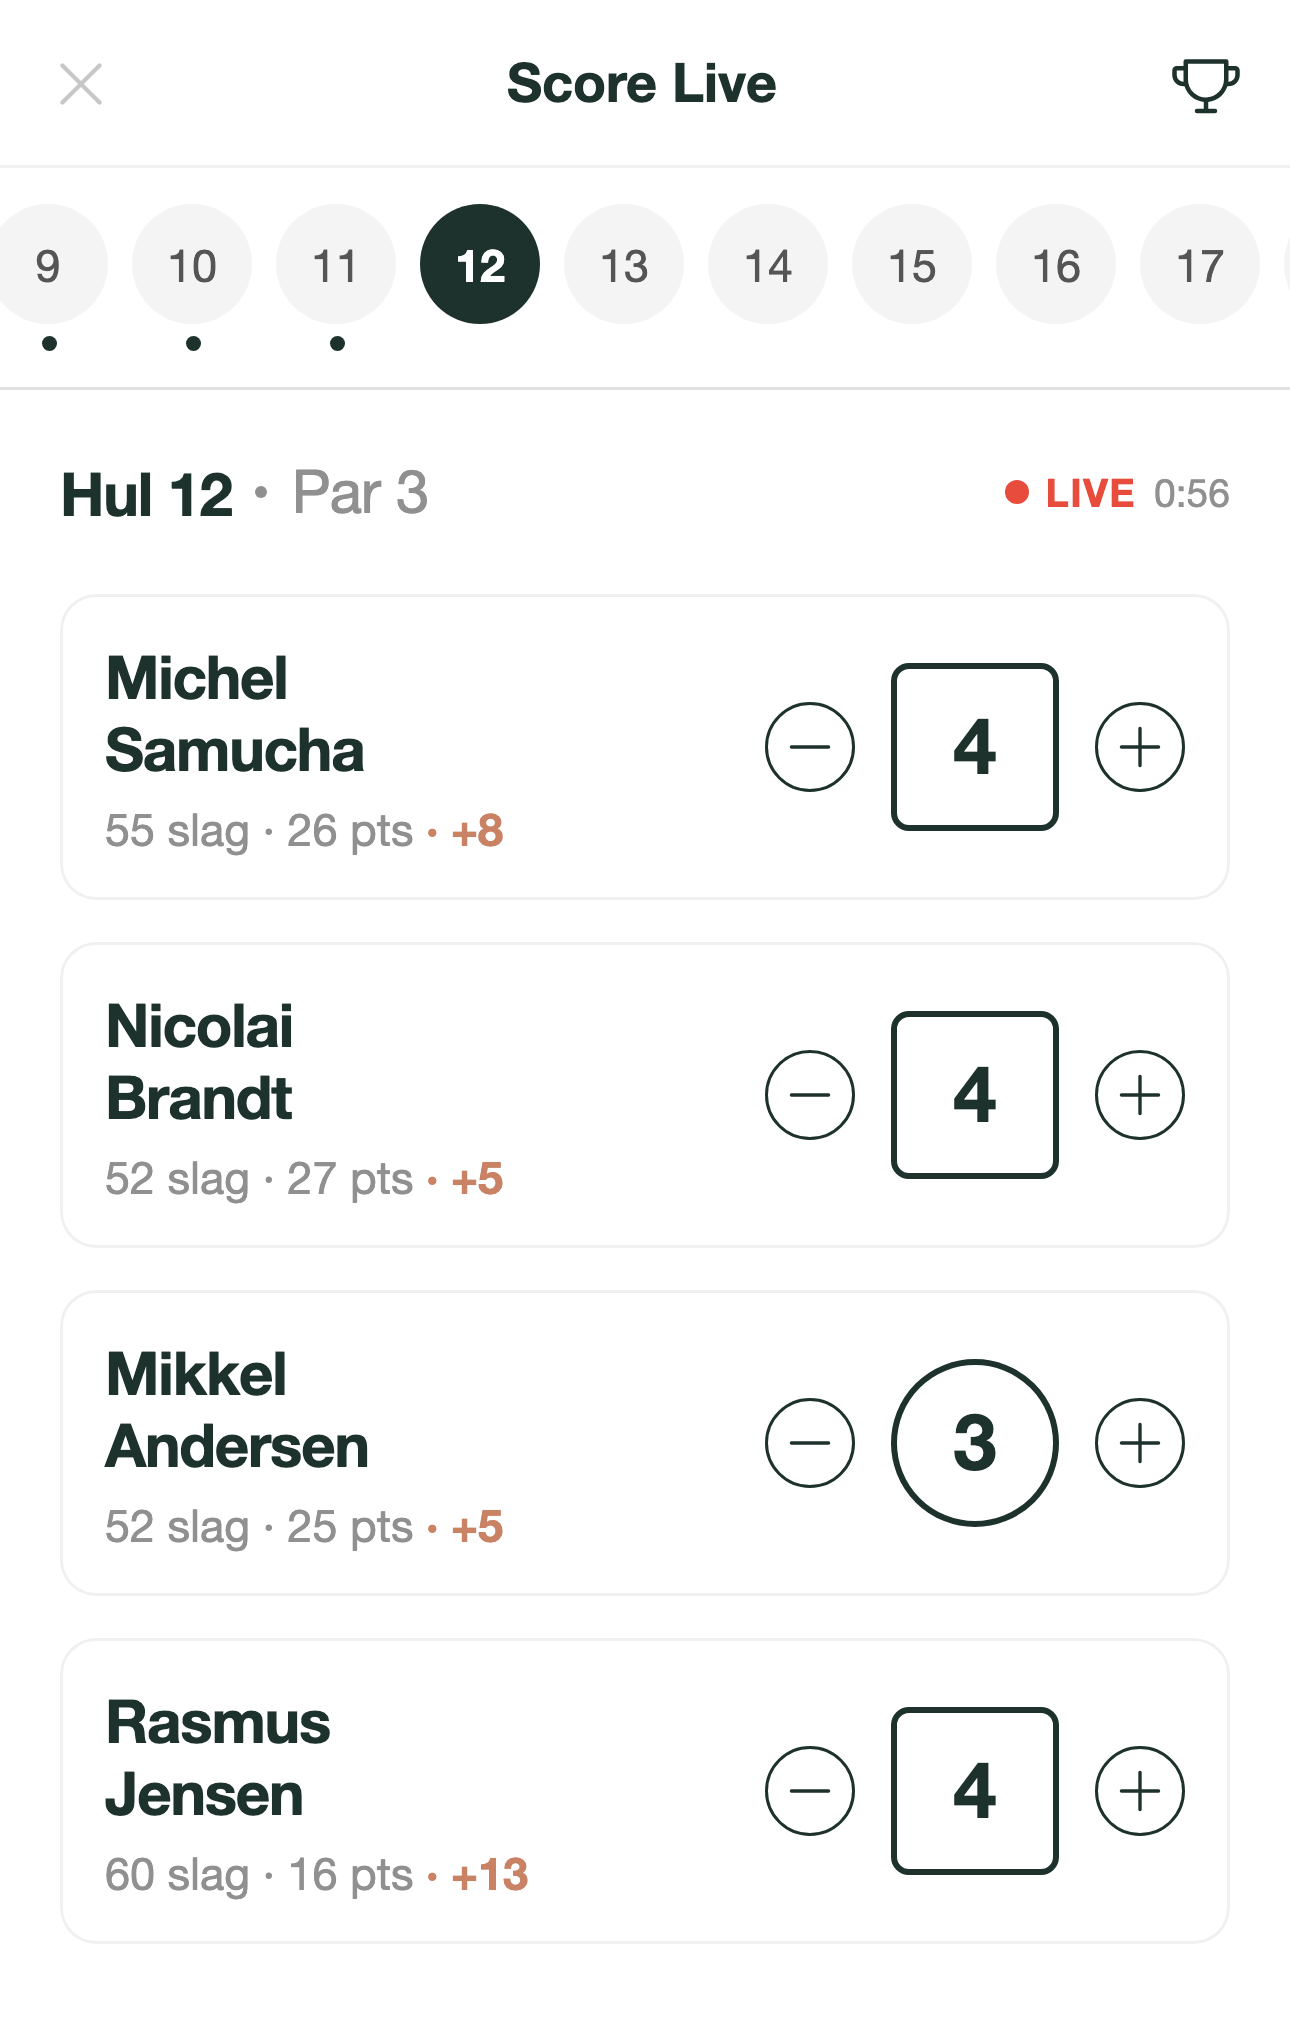 Score Live
9 10 11 12 13 14 15 16 17
Hul 12 • Par 3
LIVE 0:56
Michel
Samucha
55 slag · 26 pts · +8
4
Nicolai
Brandt
52 slag · 27 pts · +5
4
Mikkel
Andersen
52 slag · 25 pts · +5
3
Rasmus
Jensen
60 slag · 16 pts · +13
4